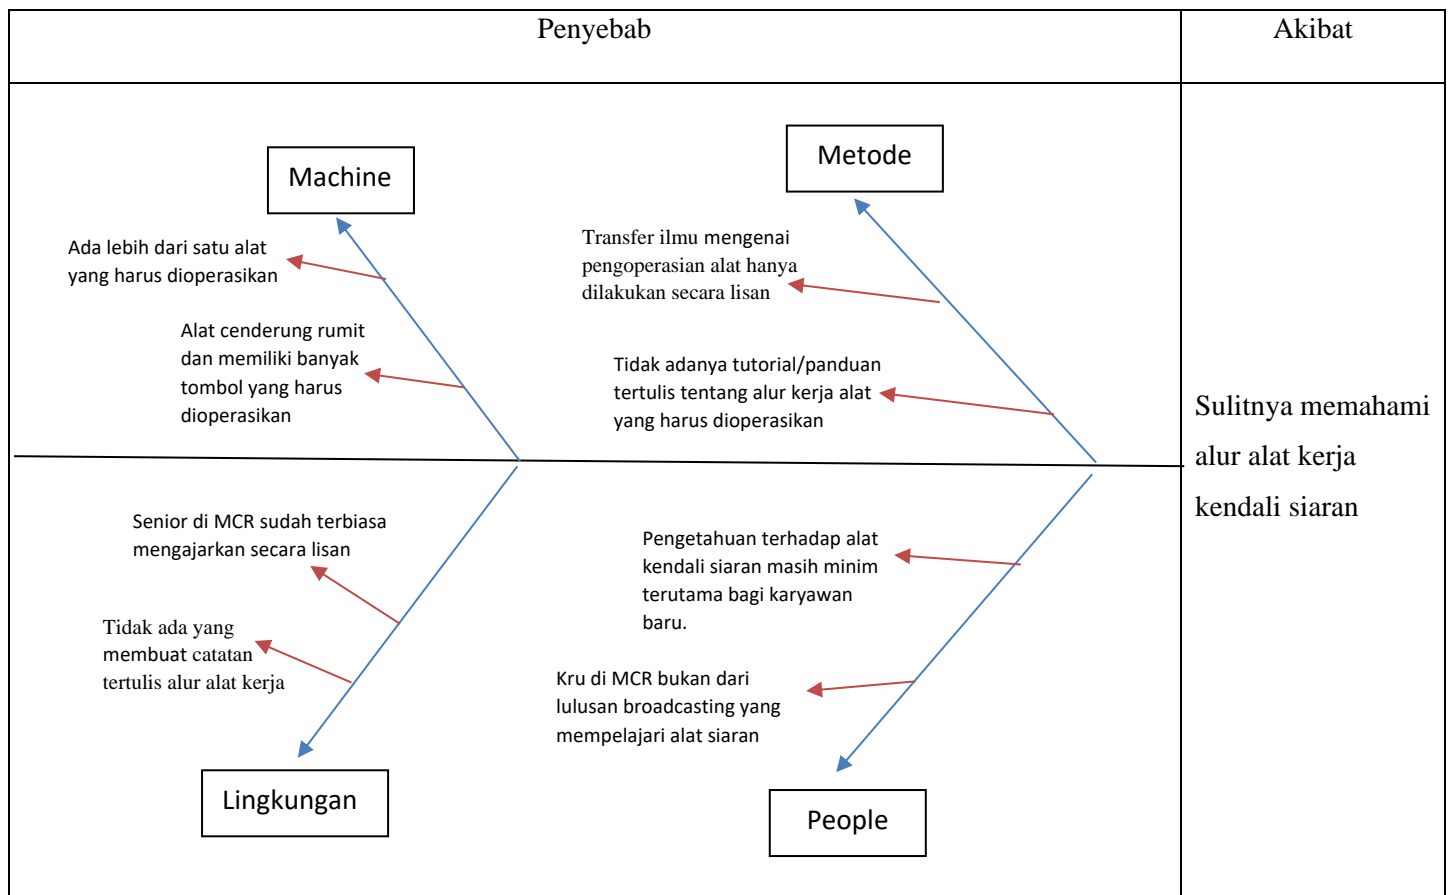 Penyebab
Akibat
Machine
Metode
Ada lebih dari satu alat
yang harus dioperasikan
Transfer ilmu mengenai
pengoperasian alat hanya
dilakukan secara lisan
Alat cenderung rumit
dan memiliki banyak
tombol yang harus
dioperasikan
Tidak adanya tutorial/panduan
tertulis tentang alur kerja alat
yang harus dioperasikan
Sulitnya memahami
alur alat kerja
kendali siaran
Senior di MCR sudah terbiasa
mengajarkan secara lisan
Pengetahuan terhadap alat
kendali siaran masih minim
terutama bagi karyawan
baru.
Tidak ada yang
membuat catatan
tertulis alur alat kerja
Kru di MCR bukan dari
lulusan broadcasting yang
mempelajari alat siaran
Lingkungan
People